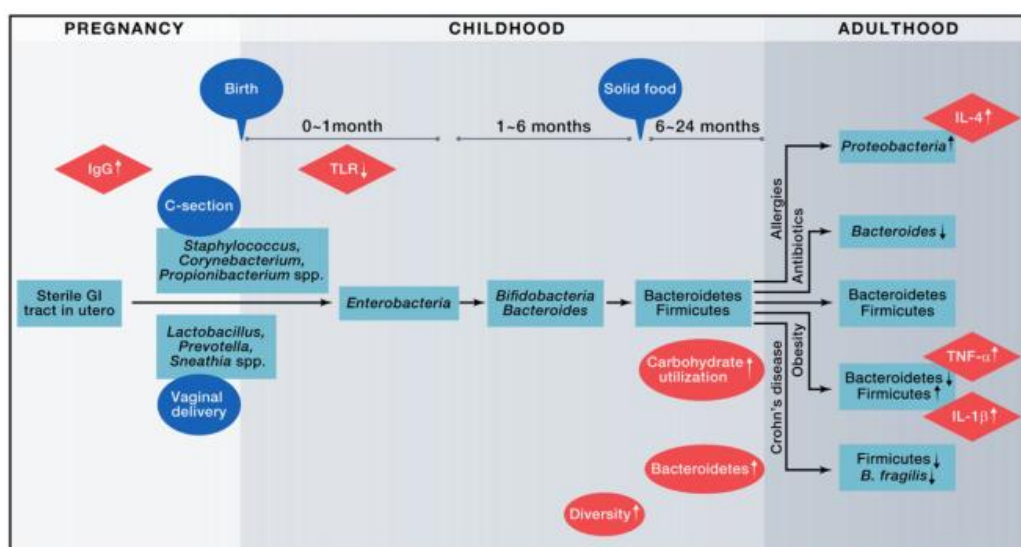 PREGNANCY
CHILDHOOD
ADULTHOOD
Birth
Solid food
0~1month
1~6 months
6~24 months
IL-4↑
Proteobacteria↑
IgG↑
TLR↓
C-section
Staphylococcus,
Corynebacterium,
Propionibacterium spp.
Allergies
Antibiotics
Bacteroides↓
Sterile GI
tract in utero
Enterobacteria
Bifidobacteria
Bacteroides
Bacteroidetes
Firmicutes
Bacteroidetes
Firmicutes
Lactobacillus,
Prevotella,
Sneathia spp.
Vaginal
delivery
Carbohydrate
utilization↑
Crohn's disease
Obesity
TNF-α↑
Bacteroidetes↓
Firmicutes↑
IL-1β↑
Bacteroidetes↑
Firmicutes↓
B. fragilis↓
Diversity↑